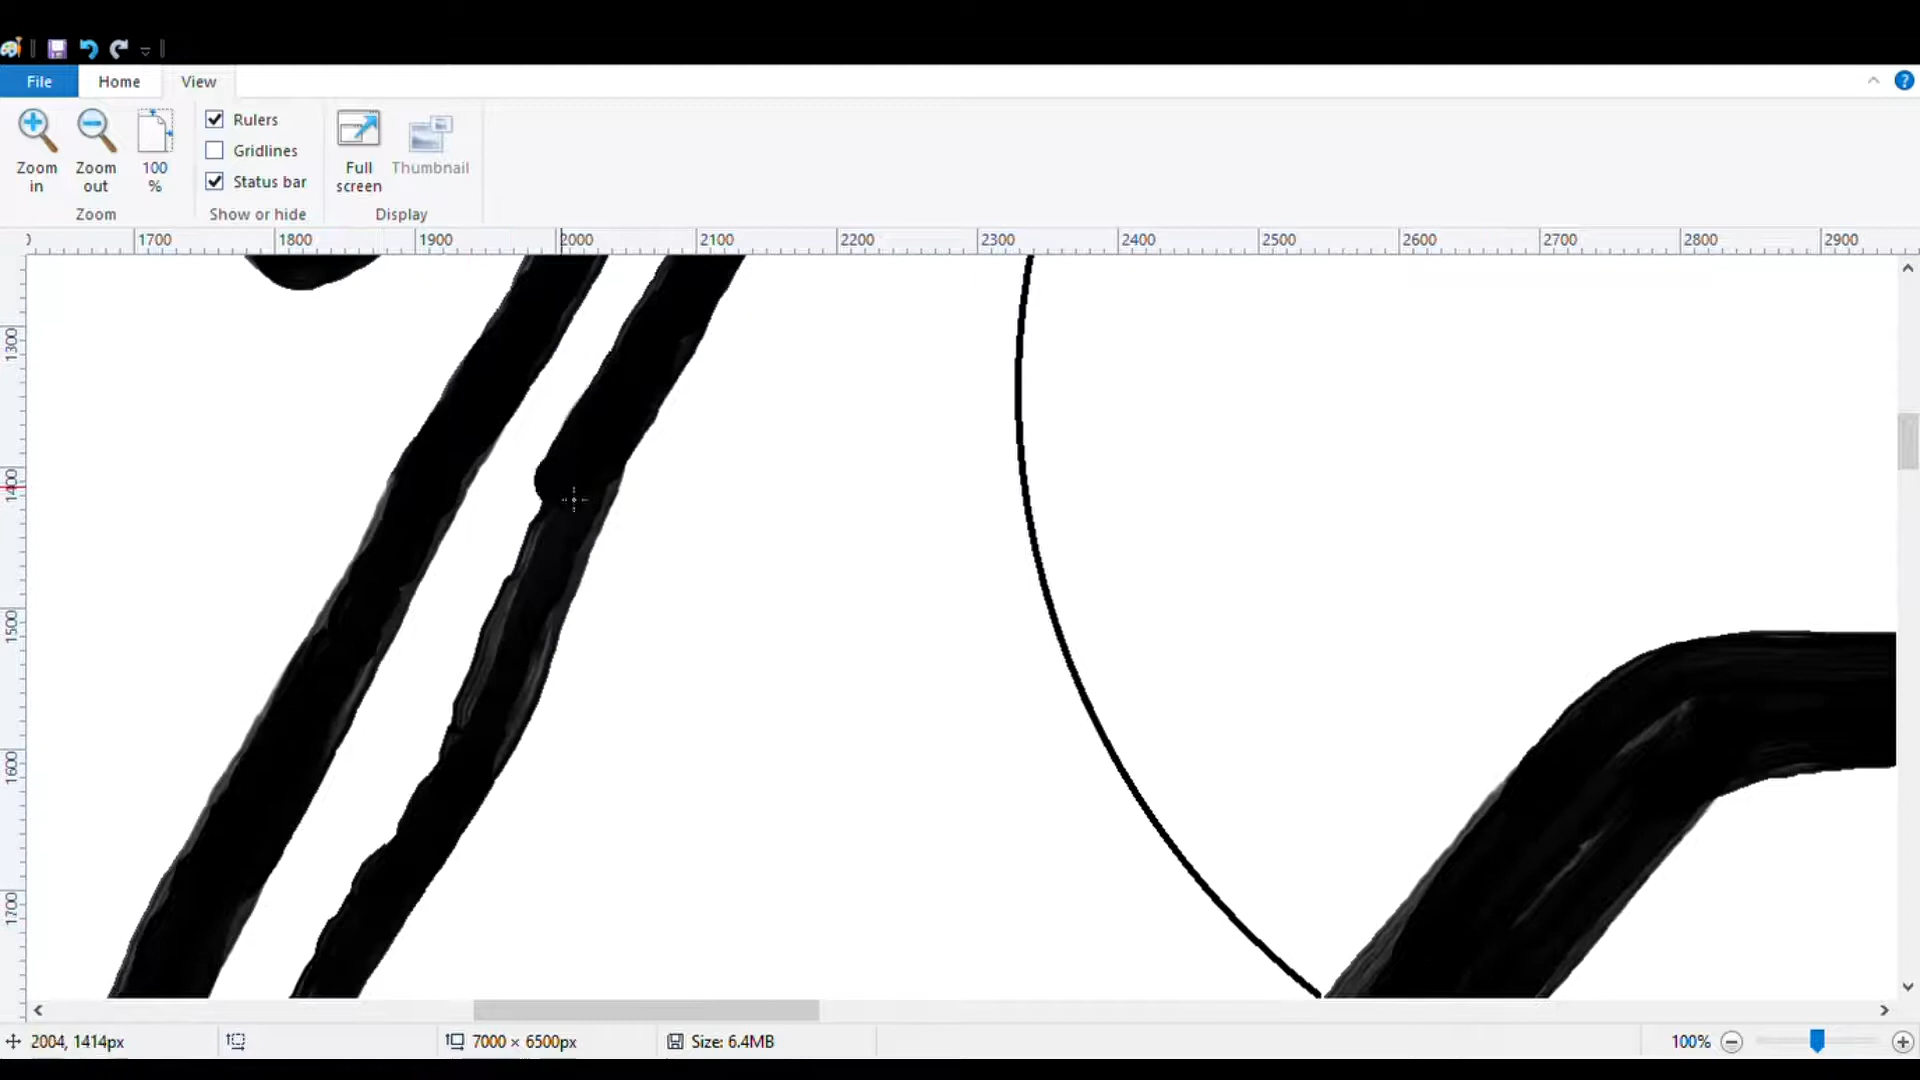 File Home View
Zoom in
Zoom out
100 %
Rulers
Gridlines
Status bar
Full screen
Thumbnail
Zoom
Show or hide
Display
1700 1800 1900 2000 2100 2200 2300 2400 2500 2600 2700 2800 2900
1300
1400
1500
1600
1700
2004, 1414px
7000 × 6500px
Size: 6.4MB
100%